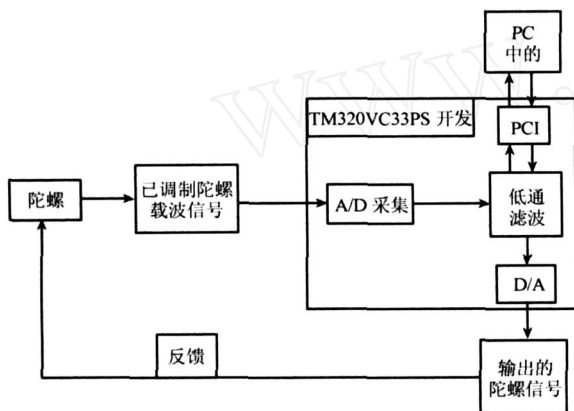 PC
中的
TM320VC33PS 开发
PCI
陀螺
已调制陀螺
载波信号
A/D 采集
低通
滤波
D/A
反馈
输出的
陀螺信号
www.